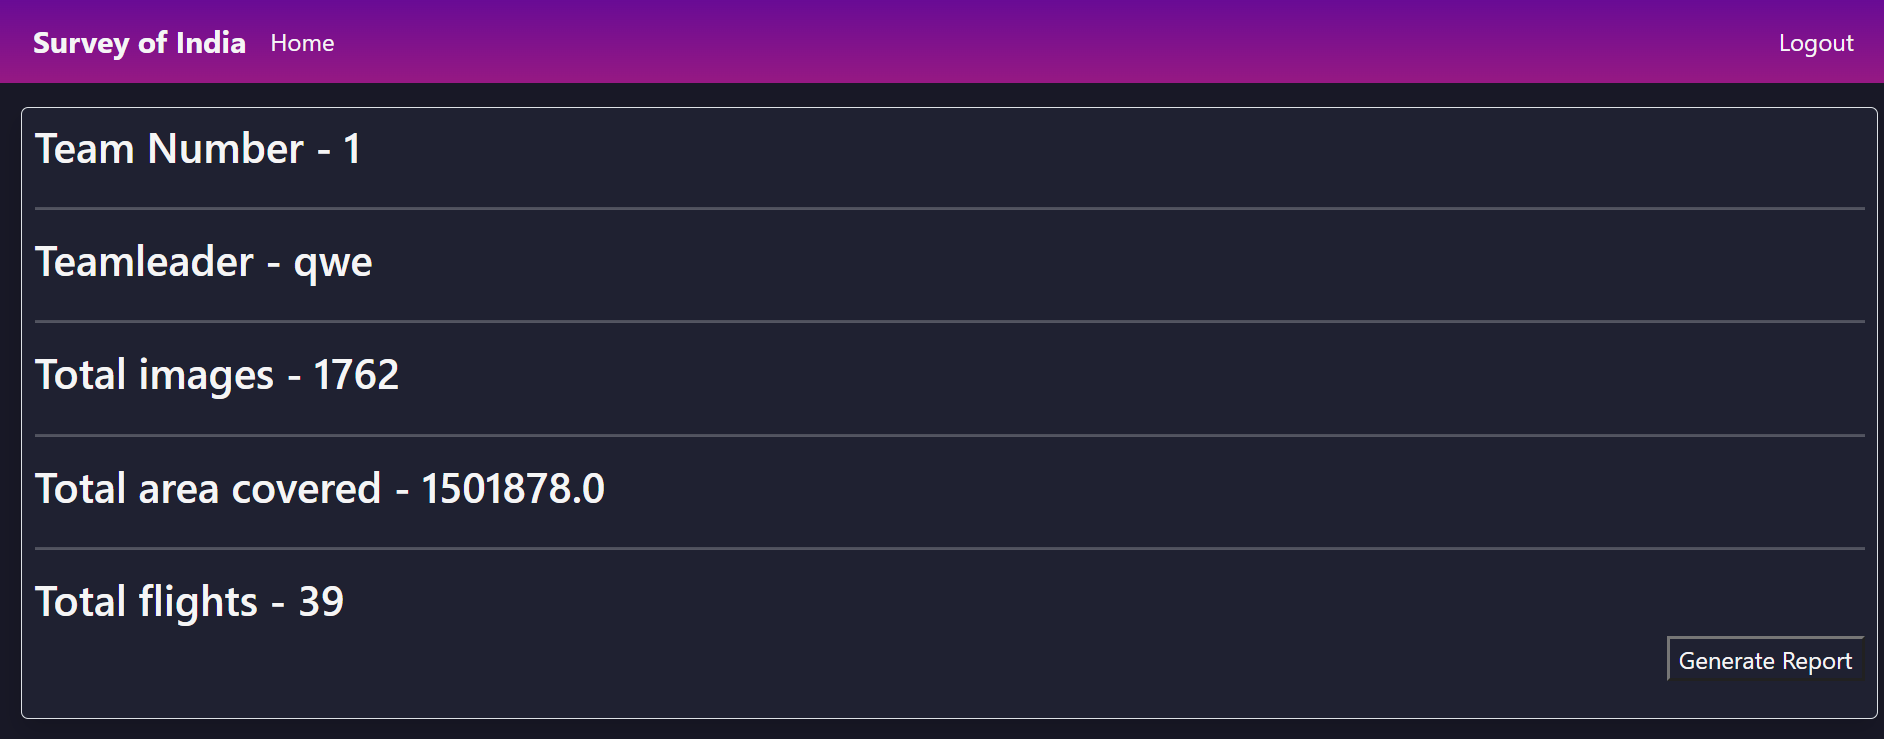 Survey of India Home Logout
Team Number - 1
Teamleader - qwe
Total images - 1762
Total area covered - 1501878.0
Total flights - 39
Generate Report